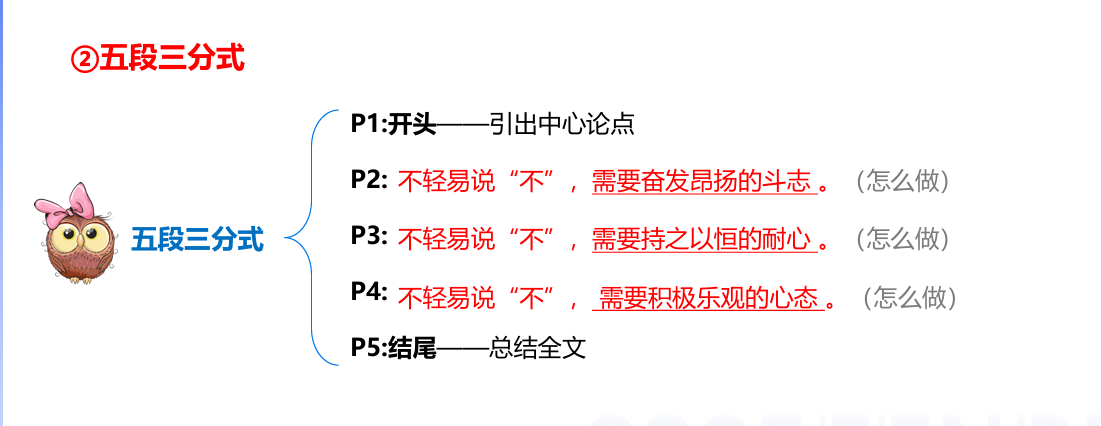 ②五段三分式
P1:开头——引出中心论点
P2: 不轻易说“不”，需要奋发昂扬的斗志。（怎么做）
五段三分式
P3: 不轻易说“不”，需要持之以恒的耐心。（怎么做）
P4: 不轻易说“不”， 需要积极乐观的心态。（怎么做）
P5:结尾——总结全文